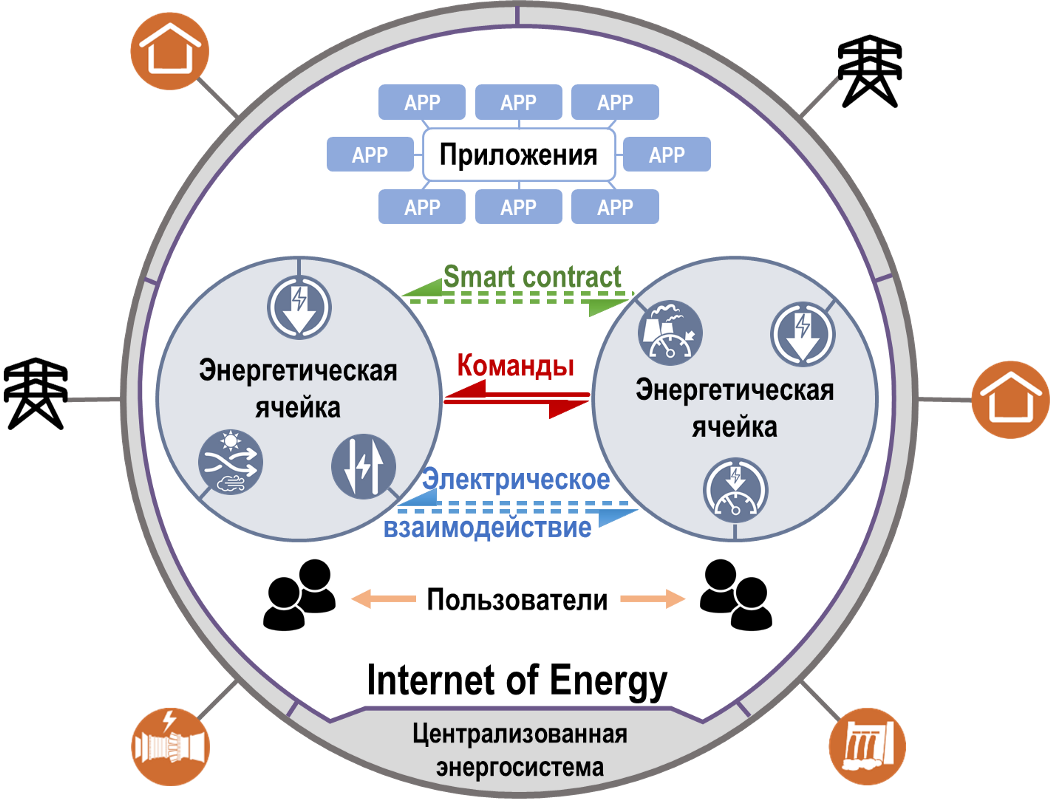 APP APP APP
APP Приложения APP
APP APP APP
Smart contract
Энергетическая
ячейка
Команды
Энергетическая
ячейка
Электрическое
взаимодействие
Пользователи
Internet of Energy
Централизованная
энергосистема